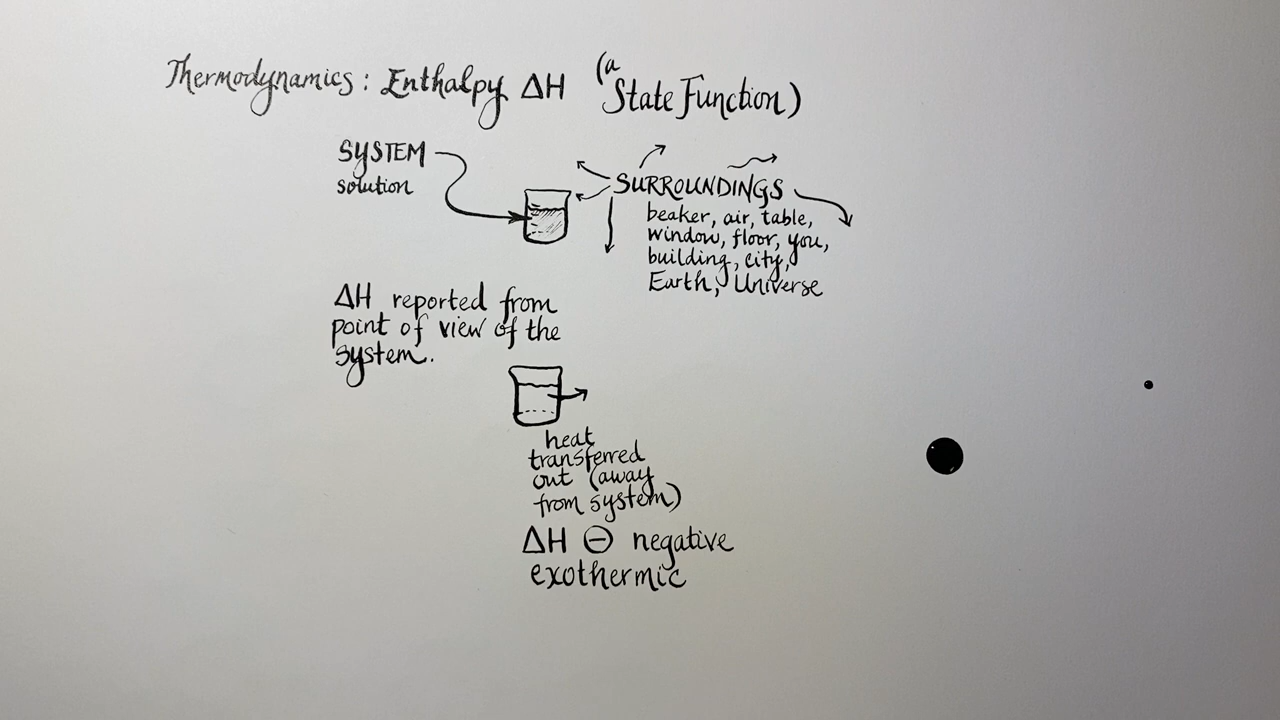 Thermodynamics: Enthalpy ΔH (a State Function)
SYSTEM
solution
SURROUNDINGS
beaker, air, table,
window, floor, you,
building, city,
Earth, Universe
ΔH reported from
point of view of the
system.
heat
transferred
out (away
from system)
ΔH ⊖ negative
exothermic